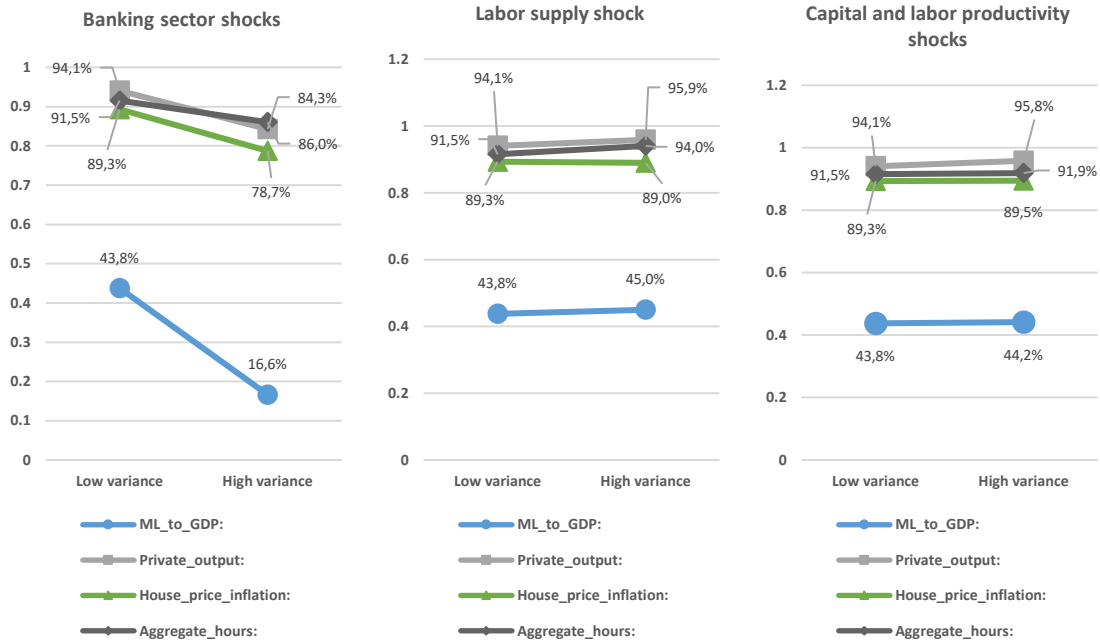 Banking sector shocks
1
0.9
0.8
0.7
0.6
0.5
0.4
0.3
0.2
0.1
0
94,1%
91,5%
89,3%
84,3%
86,0%
78,7%
43,8%
16,6%
Low variance
High variance
ML_to_GDP:
Private_output:
House_price_inflation:
Aggregate_hours:
Labor supply shock
1.2
1
0.8
0.6
0.4
0.2
0
94,1%
91,5%
89,3%
95,9%
94,0%
89,0%
43,8%
45,0%
Low variance
High variance
ML_to_GDP:
Private_output:
House_price_inflation:
Aggregate_hours:
Capital and labor productivity
shocks
1.2
1
0.8
0.6
0.4
0.2
0
94,1%
91,5%
89,3%
95,8%
91,9%
89,5%
43,8%
44,2%
Low variance
High variance
ML_to_GDP:
Private_output:
House_price_inflation:
Aggregate_hours: